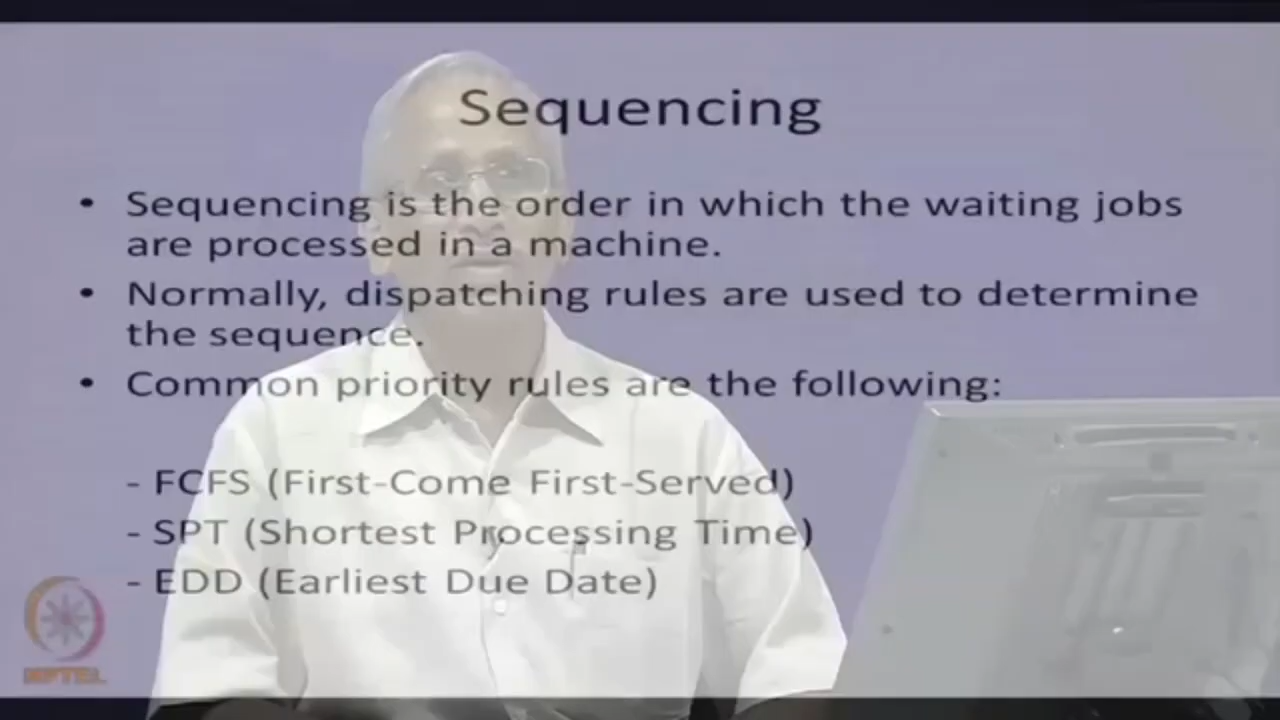 Sequencing
• Sequencing is the order in which the waiting jobs
are processed in a machine.
• Normally, dispatching rules are used to determine
the sequence.
• Common priority rules are the following:
- FCFS (First-Come First-Served)
- SPT (Shortest Processing Time)
- EDD (Earliest Due Date)
NPTEL